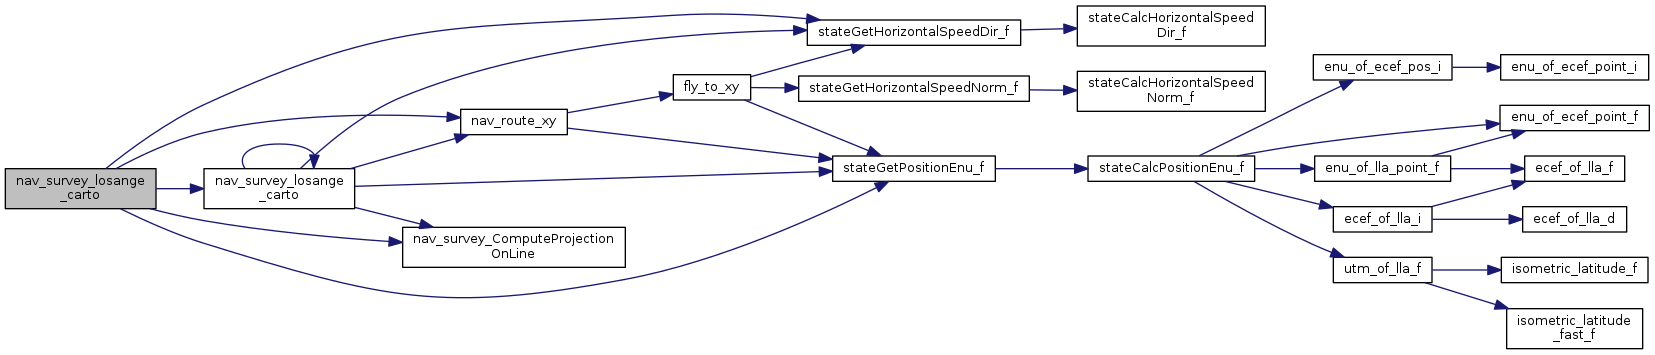 nav_survey_losange
_carto
nav_survey_losange
_carto
nav_route_xy
nav_survey_ComputeProjection
OnLine
fly_to_xy
stateGetHorizontalSpeedDir_f
stateGetHorizontalSpeedNorm_f
stateGetPositionEnu_f
stateCalcHorizontalSpeed
Dir_f
stateCalcHorizontalSpeed
Norm_f
stateCalcPositionEnu_f
enu_of_ecef_pos_i
enu_of_lla_point_f
ecef_of_lla_i
utm_of_lla_f
enu_of_ecef_point_i
enu_of_ecef_point_f
ecef_of_lla_f
ecef_of_lla_d
isometric_latitude_f
isometric_latitude
_fast_f